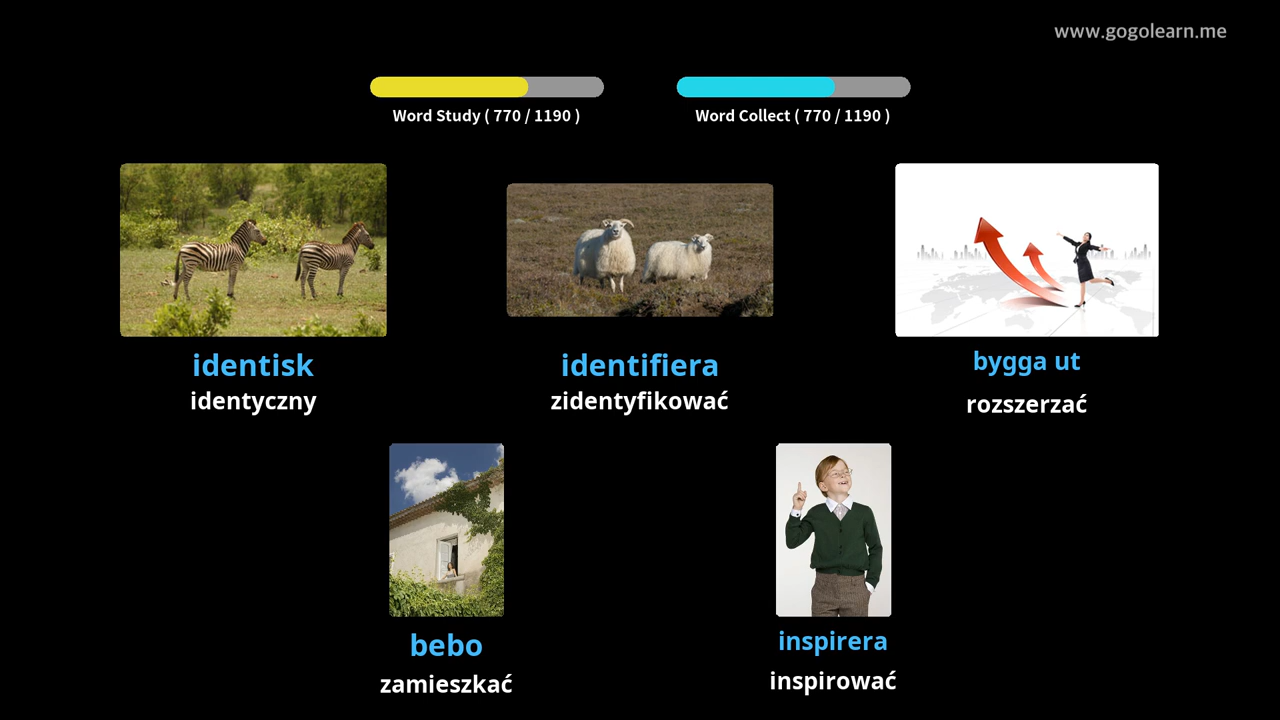 www.gogolearn.me
Word Study ( 770 / 1190 )
Word Collect ( 770 / 1190 )
identisk
identyczny
identifiera
zidentyfikować
bygga ut
rozszerzać
bebo
zamieszkać
inspirera
inspirować